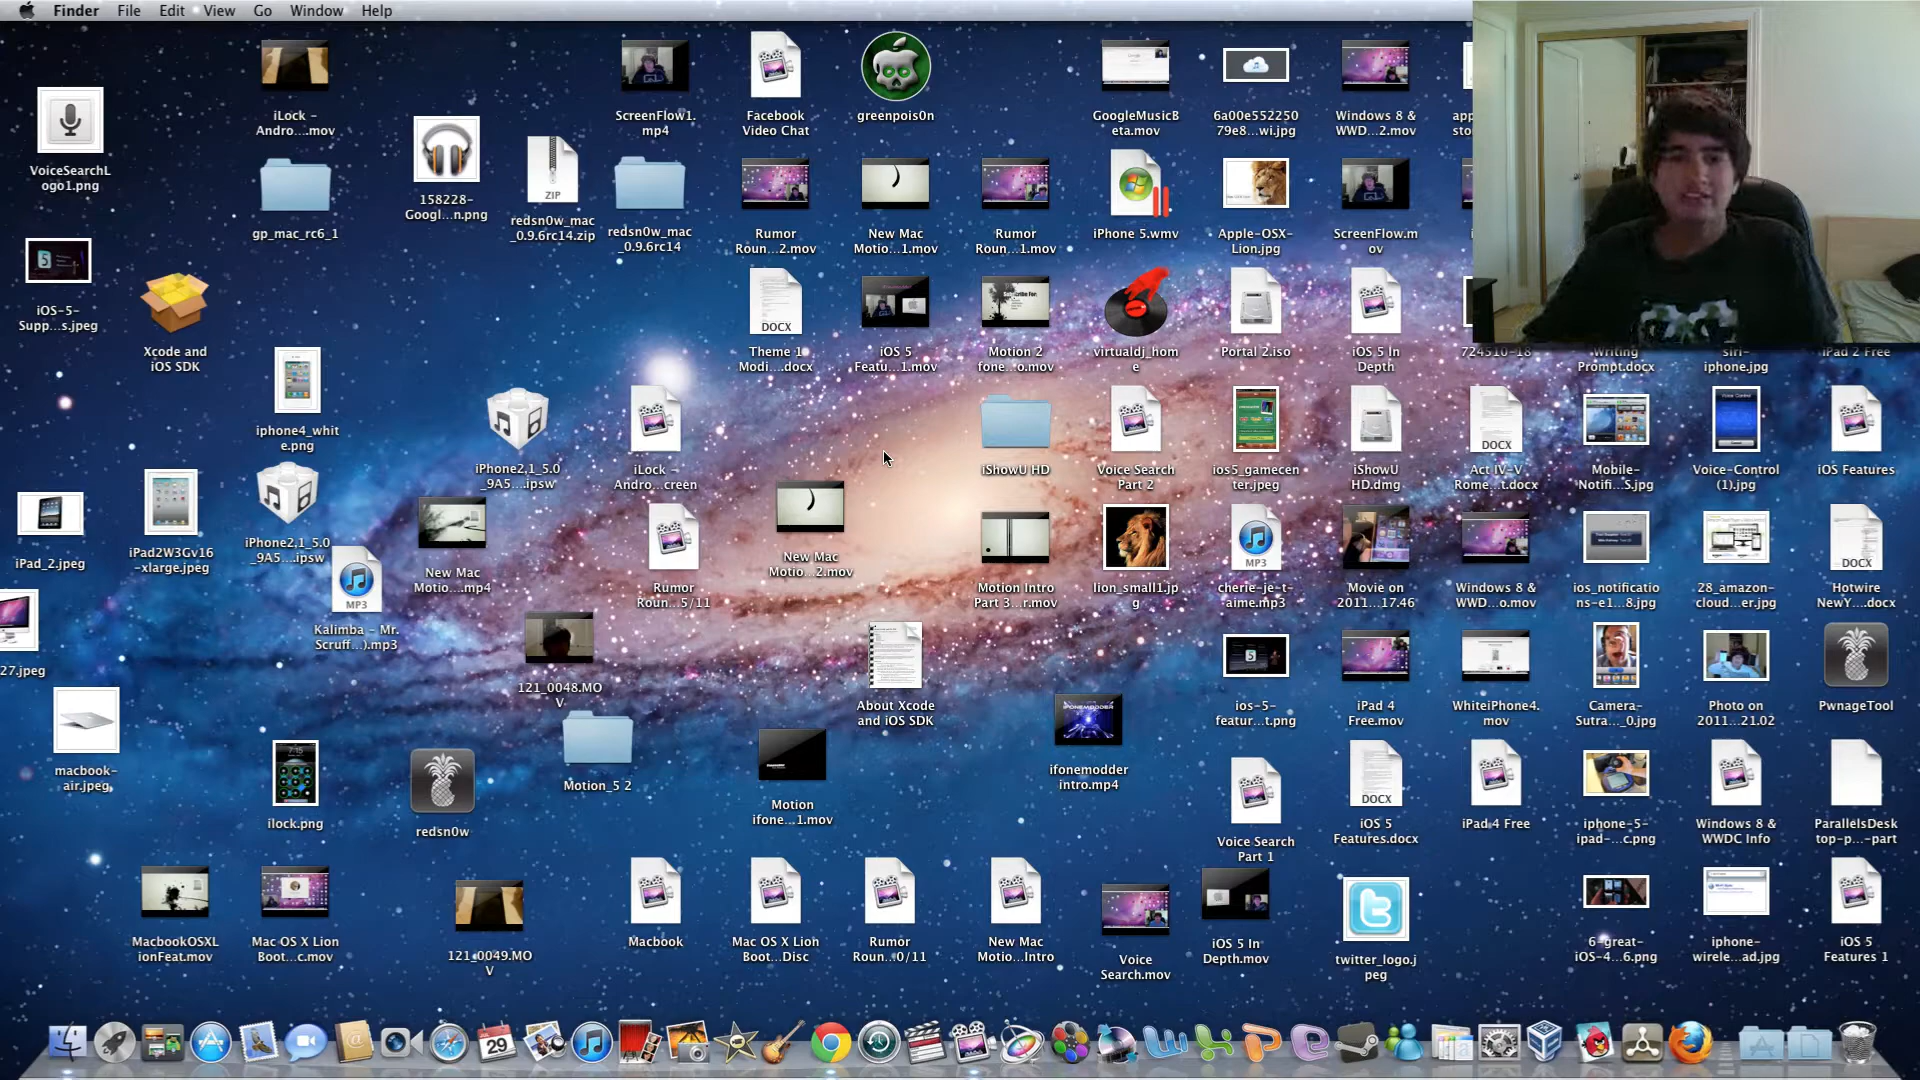 Finder File Edit View Go Window Help
iLock -
Andro....mov
ScreenFlow1.
mp4
Facebook
Video Chat
greenpois0n
GoogleMusicB
eta.mov
6a00e552250
79e8...wi.jpg
Windows 8 &
WWD...2.mov
VoiceSearchL
ogo1.png
158228-
Googl...n.png
ZIP
redsn0w_mac
_0.9.6rc14.zip
redsn0w_mac
_0.9.6rc14
gp_mac_rc6_1
Rumor
Roun...2.mov
New Mac
Motio...1.mov
Rumor
Roun...1.mov
iPhone 5.wmv
Apple-OSX-
Lion.jpg
ScreenFlow.m
ov
iOS-5-
Supp...s.jpeg
Xcode and
iOS SDK
DOCX
Theme 1
Modi....docx
iOS 5
Featu...1.mov
Motion 2
fone...o.mov
virtualdj_hom
e
Portal 2.iso
iOS 5 In
Depth
724510-18
Writing
Prompt.docx
siri-
iphone.jpg
iPad 2 Free
iphone4_whit
e.png
iPhone2,1_5.0
_9A5...ipsw
iLock -
Andro...creen
iShowU HD
Voice Search
Part 2
ios5_gamecen
ter.jpeg
iShowU
HD.dmg
DOCX
Act IV-V
Rome...t.docx
Mobile-
Notifi...S.jpg
Voice-Control
(1).jpg
iOS Features
iPad_2.jpeg
iPad2W3Gv16
-xlarge.jpeg
iPhone2,1_5.0
_9A5...ipsw
New Mac
Motio....mp4
Rumor
Roun...5/11
New Mac
Motio...2.mov
Motion Intro
Part 3...r.mov
lion_small1.jp
g
MP3
cherie-je-t-
aime.mp3
Movie on
2011...17.46
Windows 8 &
WWD...o.mov
ios_notificatio
ns-e1...8.jpg
28_amazon-
cloud...er.jpg
DOCX
Hotwire
NewY....docx
MP3
Kalimba - Mr.
Scruff...).mp3
27.jpeg
121_0048.MO
V
About Xcode
and iOS SDK
ios-5-
featur...t.png
iPad 4
Free.mov
WhiteiPhone4.
mov
Camera-
Sutra..._0.jpg
Photo on
2011...21.02
PwnageTool
macbook-
air.jpeg
ilock.png
redsn0w
Motion_5 2
Motion
ifone...1.mov
ifonemodder
intro.mp4
Voice Search
Part 1
DOCX
iOS 5
Features.docx
iPad 4 Free
iphone-5-
ipad-...c.png
Windows 8 &
WWDC Info
ParallelsDesk
top-p...-part
MacbookOSXL
ionFeat.mov
Mac OS X Lion
Boot...c.mov
121_0049.MO
V
Macbook
Mac OS X Lion
Boot...Disc
Rumor
Roun...0/11
New Mac
Motio...Intro
Voice
Search.mov
iOS 5 In
Depth.mov
twitter_logo.j
peg
6-great-
iOS-4...6.png
iphone-
wirele...ad.jpg
iOS 5
Features 1
29